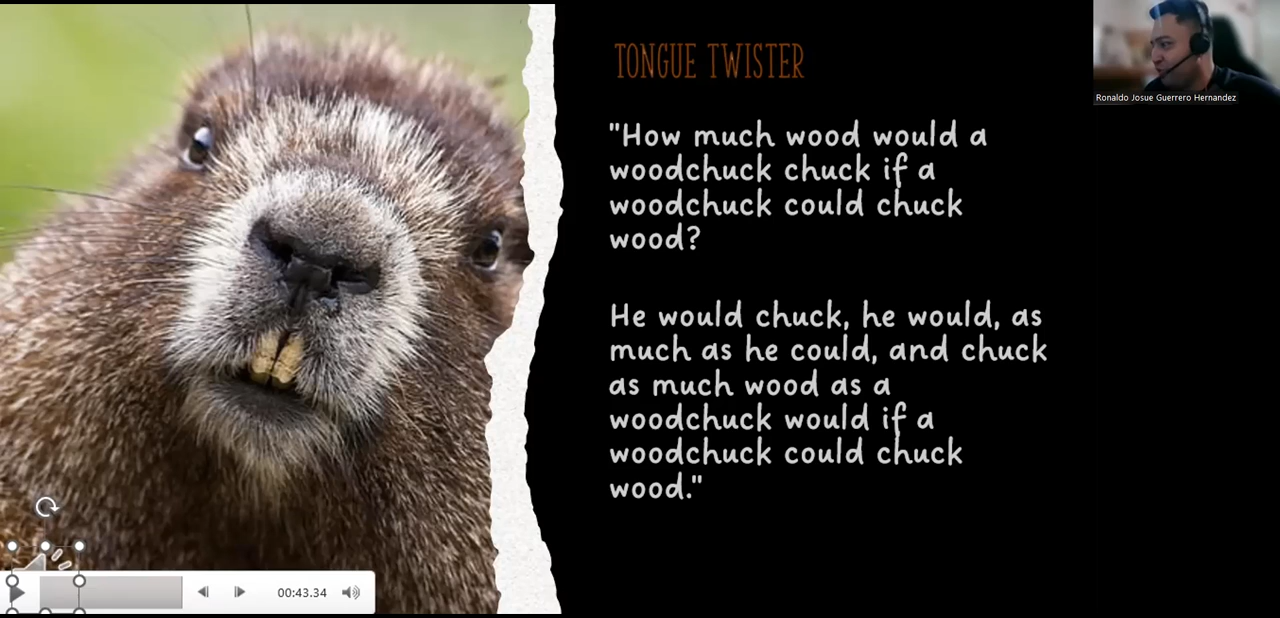 TONGUE TWISTER
Ronaldo Josue Guerrero Hernandez
"How much wood would a
woodchuck chuck if a
woodchuck could chuck
wood?
He would chuck, he would, as
much as he could, and chuck
as much wood as a
woodchuck would if a
woodchuck could chuck
wood."
00:43.34